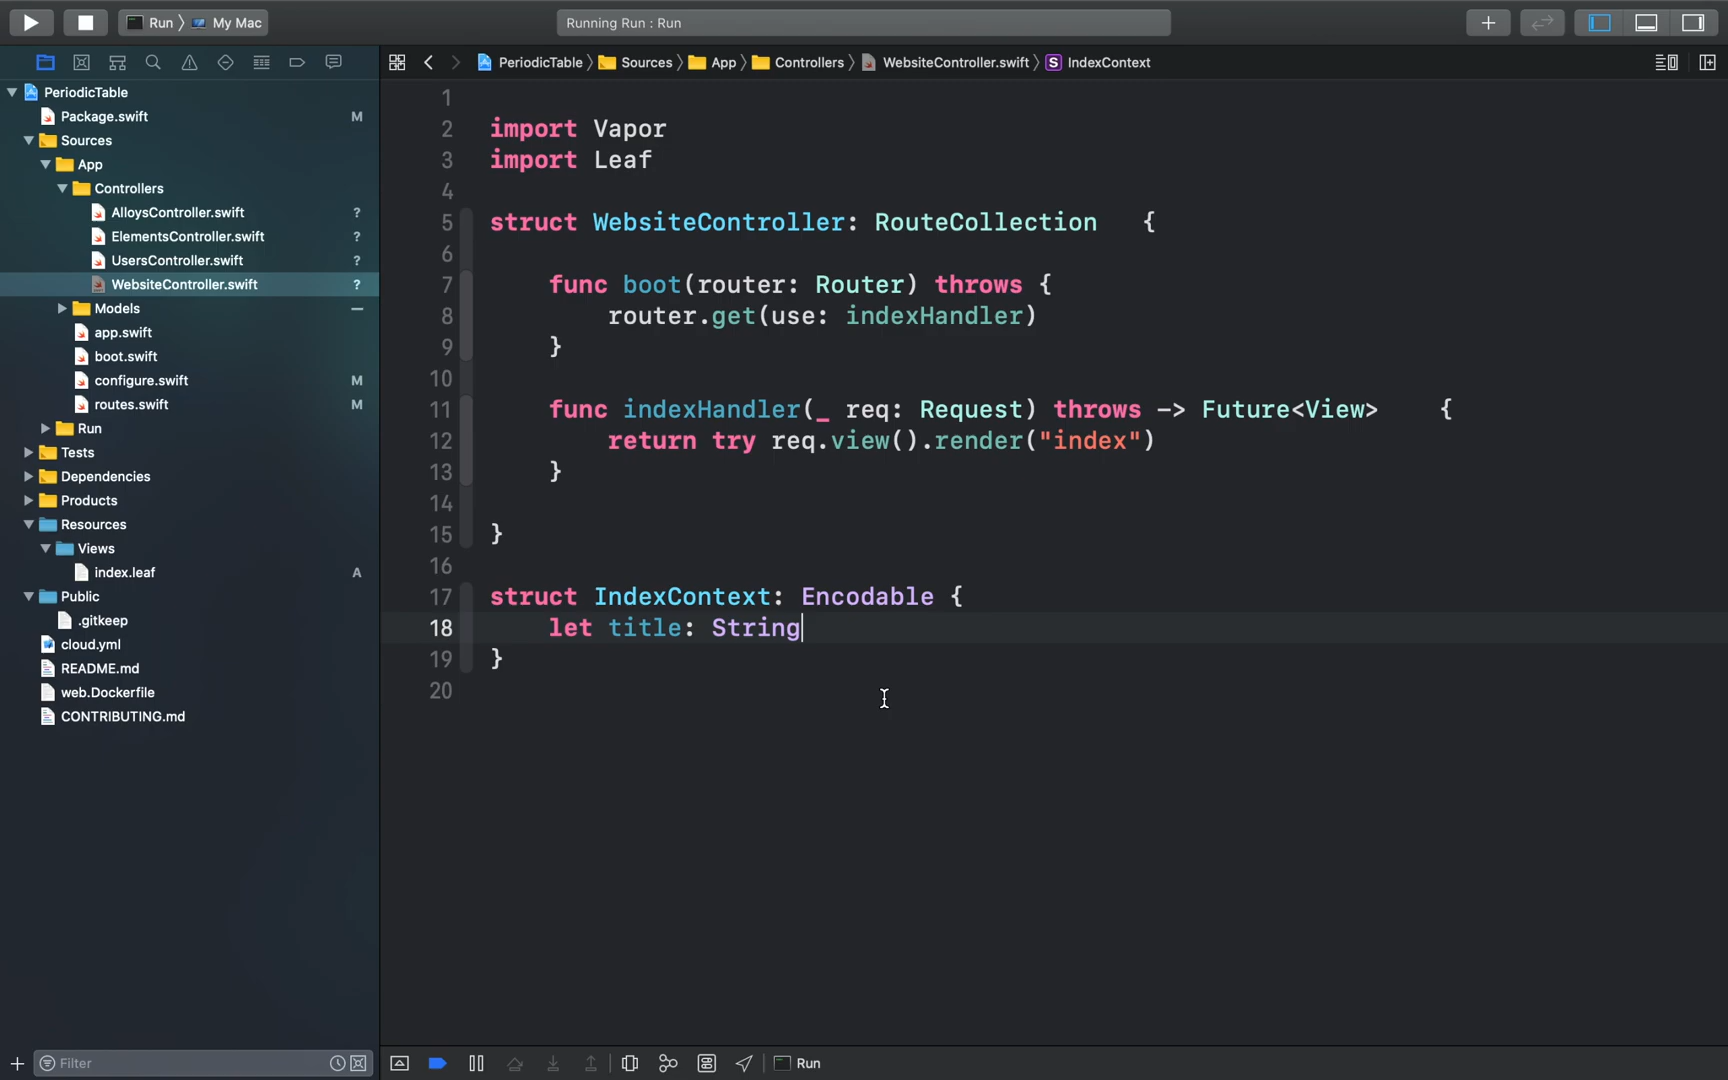 Run 〉 My Mac
Running Run : Run
PeriodicTable 〉 Sources 〉 App 〉 Controllers 〉 WebsiteController.swift 〉 S IndexContext
PeriodicTable
Package.swift M
Sources
App
Controllers
AlloysController.swift ?
ElementsController.swift ?
UsersController.swift ?
WebsiteController.swift ?
Models
app.swift
boot.swift
configure.swift M
routes.swift M
Run
Tests
Dependencies
Products
Resources
Views
index.leaf A
Public
.gitkeep
cloud.yml
README.md
web.Dockerfile
CONTRIBUTING.md
Filter
1
2 import Vapor
3 import Leaf
4
5 struct WebsiteController: RouteCollection {
6
7 func boot(router: Router) throws {
8 router.get(use: indexHandler)
9 }
10
11 func indexHandler(_ req: Request) throws -> Future<View> {
12 return try req.view().render("index")
13 }
14
15 }
16
17 struct IndexContext: Encodable {
18 let title: String
19 }
20
Run